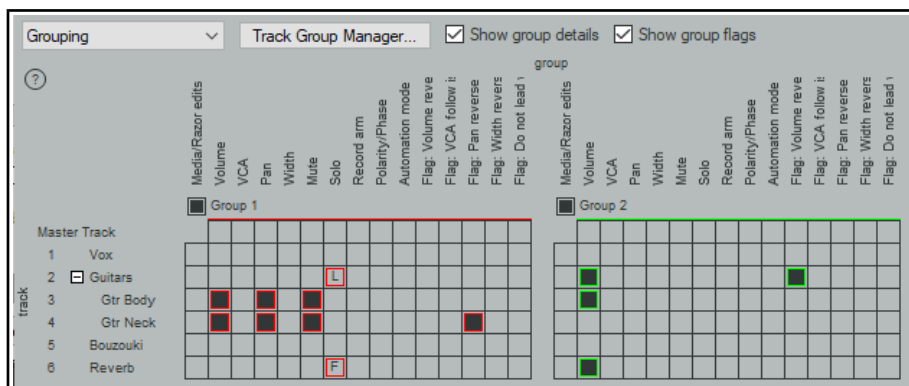 Grouping
Track Group Manager...
Show group details
Show group flags
?
group
Media/Razor edits
Volume
VCA
Pan
Width
Mute
Solo
Record arm
Polarity/Phase
Automation mode
Flag: Volume reve
Flag: VCA follow i
Flag: Pan reverse
Flag: Width revers
Flag: Do not lead
Media/Razor edits
Volume
VCA
Pan
Width
Mute
Solo
Record arm
Polarity/Phase
Automation mode
Flag: Volume reve
Flag: VCA follow i
Flag: Pan reverse
Flag: Width revers
Flag: Do not lead
Group 1
Group 2
track
Master Track
1 Vox
2 Guitars L
3 Gtr Body
4 Gtr Neck
5 Bouzouki
6 Reverb F